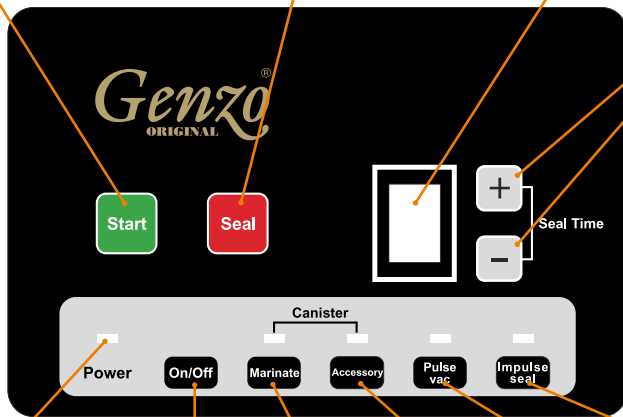 Genzo®
ORIGINAL
Start
Seal
+
−
Seal Time
Canister
Power
On/Off
Marinate
Accessory
Pulse
vac
Impulse
seal